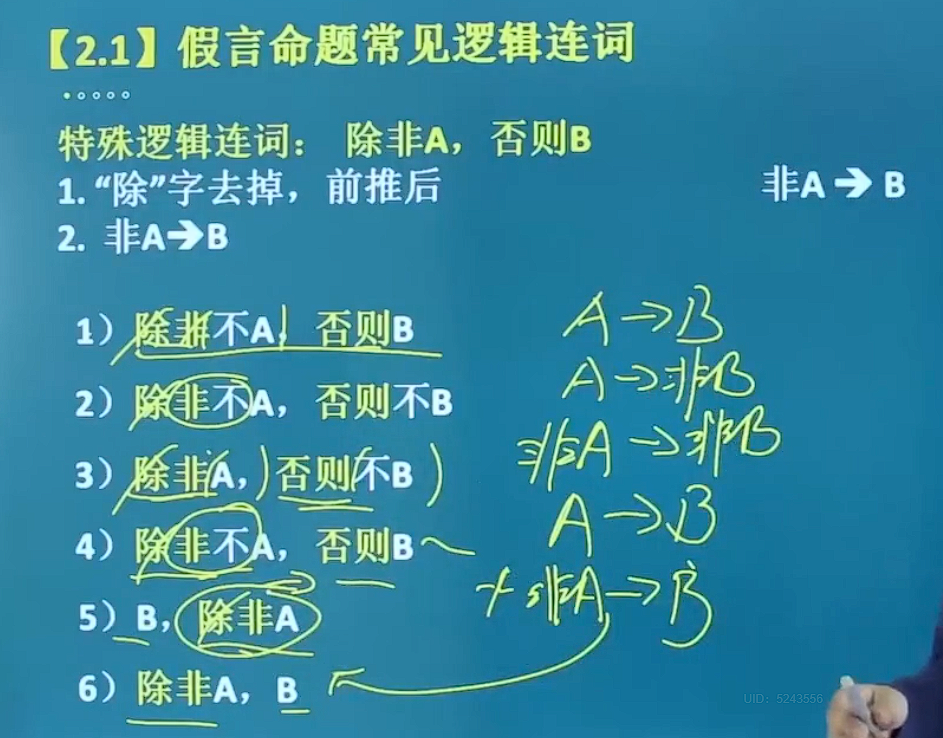 【2.1】假言命题常见逻辑连词
特殊逻辑连词： 除非A，否则B
1. “除”字去掉，前推后 非A➔B
2. 非A➔B
1）除非不A，否则B A→B
2）除非不A，否则不B A→非B
3）除非A，否则不B 非A→非B
4）除非不A，否则B A→B
5）B，除非A 非A→B
6）除非A，B
UID：5243556